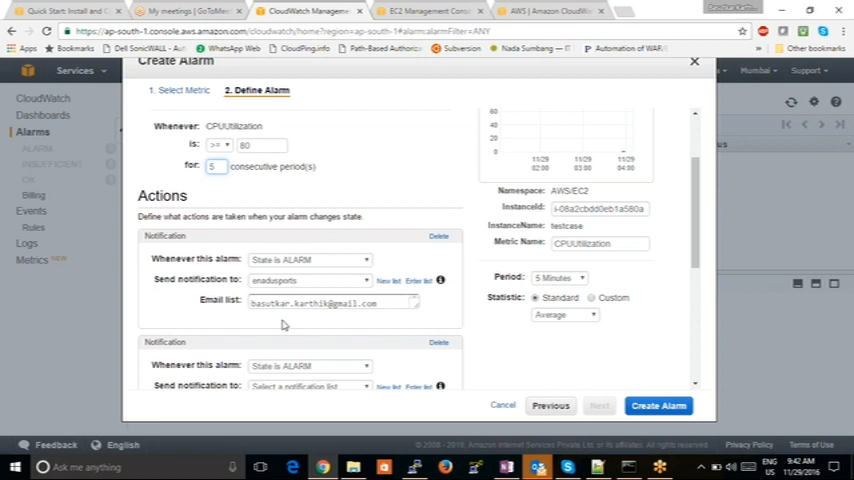 Quick Start: Install and C
My meetings | GoToMeet
CloudWatch Manageme
EC2 Management Cons
AWS | Amazon CloudW
https://ap-south-1.console.aws.amazon.com/cloudwatch/home?region=ap-south-1#alarm:alarmFilter=ANY
Apps
Bookmarks
Dell SonicWALL
WhatsApp Web
CloudPing.info
Path-Based Authoriza
Subversion
Nada Sumbang — IT
Automation of WAR/
Other bookmarks
Services
Mumbai
Support
CloudWatch
Dashboards
Alarms
ALARM
INSUFFICIENT
OK
Billing
Events
Rules
Logs
Metrics NEW
Create Alarm
1. Select Metric
2. Define Alarm
Whenever: CPUUtilization
is: >= 80
for: 5 consecutive period(s)
Actions
Define what actions are taken when your alarm changes state.
Notification Delete
Whenever this alarm: State is ALARM
Send notification to: enadusports New list Enter list
Email list: basutkar.karthik@gmail.com
Notification Delete
Whenever this alarm: State is ALARM
Send notification to: Select a notification list New list Enter list
60
40
20
0
11/29 11/29 11/29
02:00 03:00 04:00
Namespace: AWS/EC2
InstanceId: i-08a2cbdd0eb1a580a
InstanceName: testcase
Metric Name: CPUUtilization
Period: 5 Minutes
Statistic: Standard Custom
Average
Cancel Previous Next Create Alarm
Feedback English
© 2008 - 2016, Amazon Internet Services Private Ltd. or its affiliates. All rights reserved.
Privacy Policy Terms of Use
Ask me anything
ENG
US
9:42 AM
11/29/2016